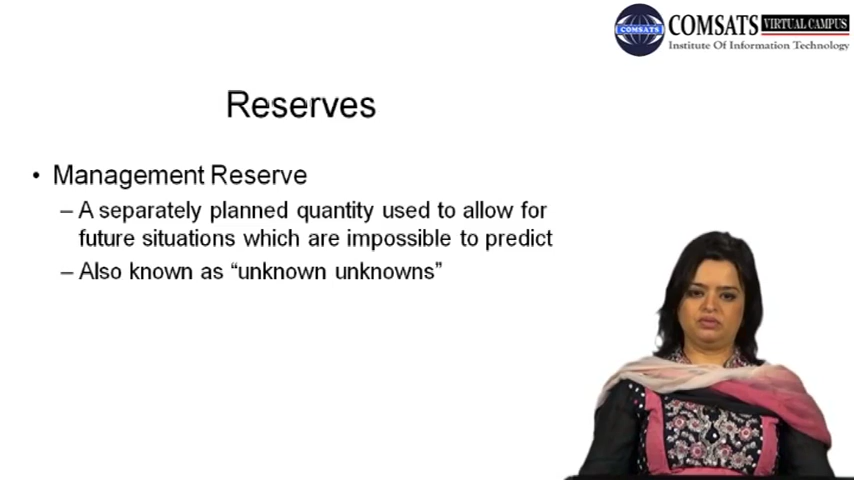 COMSATS
COMSATS VIRTUAL CAMPUS
Institute Of Information Technology
Reserves
• Management Reserve
– A separately planned quantity used to allow for
future situations which are impossible to predict
– Also known as “unknown unknowns”